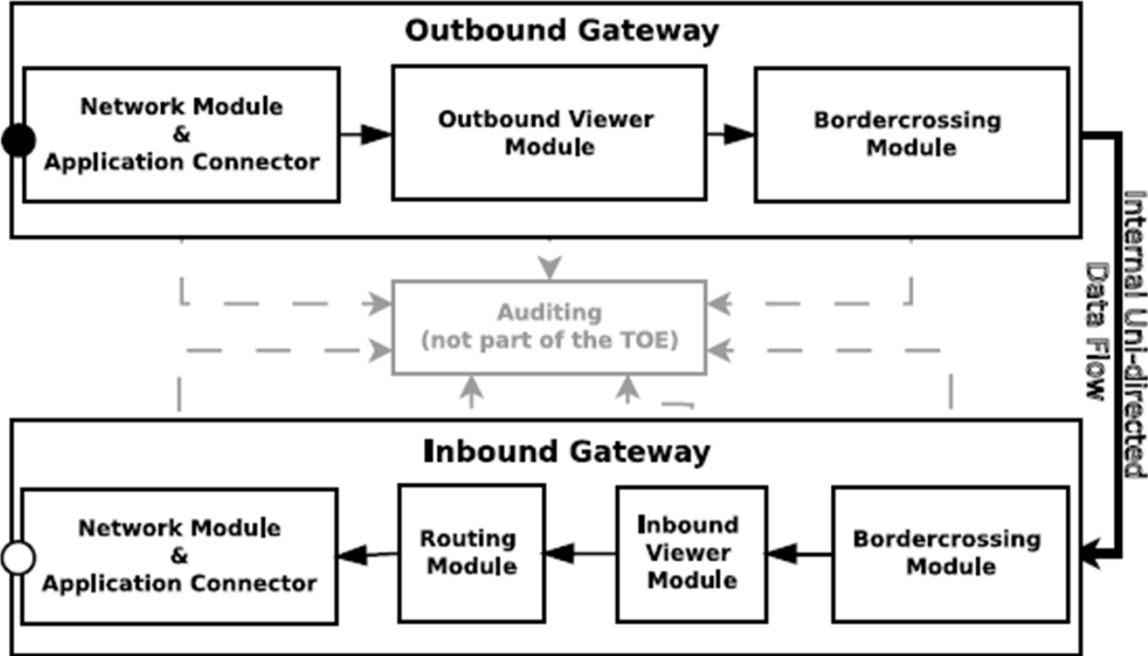 Outbound Gateway
Network Module
&
Application Connector
Outbound Viewer
Module
Bordercrossing
Module
Internal Uni-directed
Data Flow
Auditing
(not part of the TOE)
Inbound Gateway
Network Module
&
Application Connector
Routing
Module
Inbound
Viewer
Module
Bordercrossing
Module